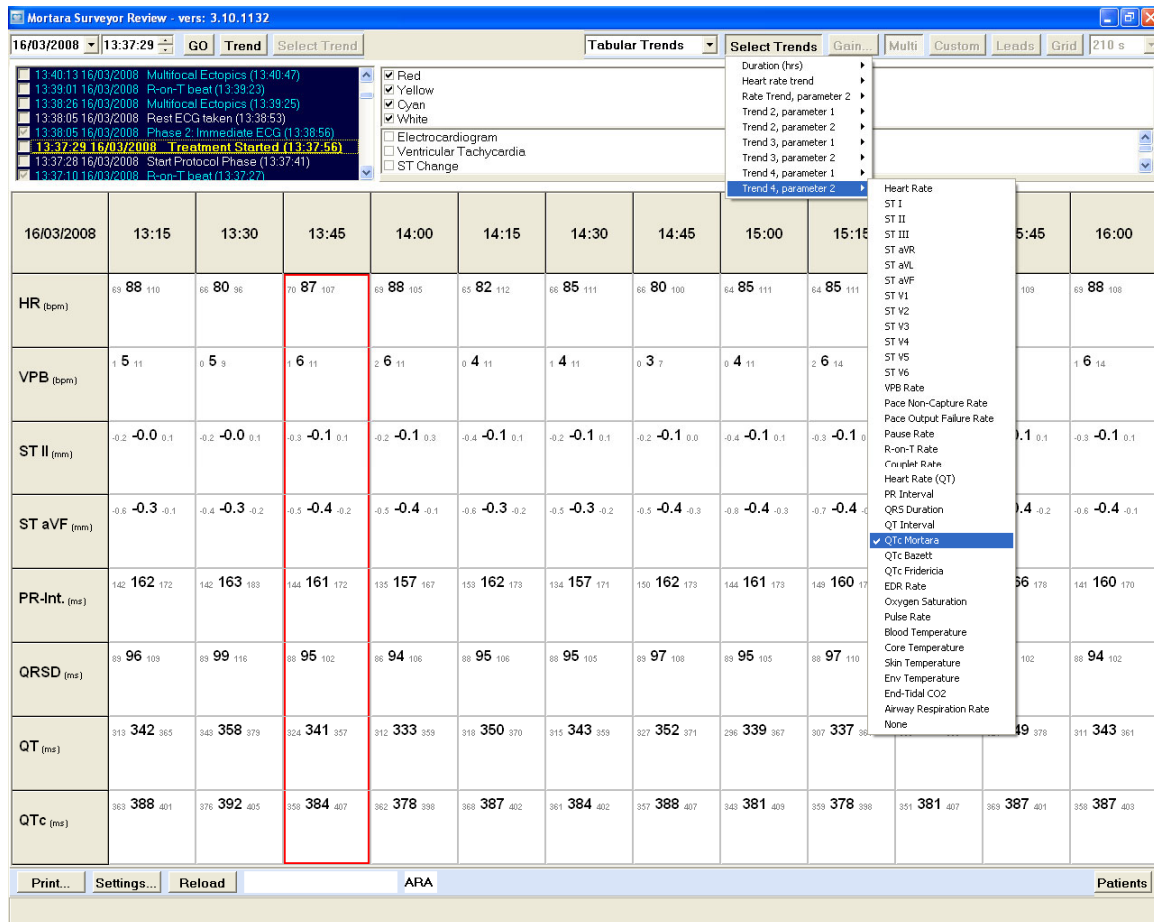 Mortara Surveyor Review - vers: 3.10.1132
16/03/2008 13:37:29 GO Trend Select Trend Tabular Trends Select Trends Gain... Multi Custom Leads Grid 210 s
13:40:13 16/03/2008 Multifocal Ectopics (13:40:47)
13:39:01 16/03/2008 R-on-T beat (13:39:23)
13:38:26 16/03/2008 Multifocal Ectopics (13:39:25)
13:38:05 16/03/2008 Rest ECG taken (13:38:53)
13:38:05 16/03/2008 Phase 2: Immediate ECG (13:38:56)
13:37:29 16/03/2008 Treatment Started (13:37:56)
13:37:28 16/03/2008 Start Protocol Phase (13:37:41)
13:37:10 16/03/2008 R-on-T beat (13:37:27)
Red
Yellow
Cyan
White
Electrocardiogram
Ventricular Tachycardia
ST Change
Duration (hrs)
Heart rate trend
Rate Trend, parameter 2
Trend 2, parameter 1
Trend 2, parameter 2
Trend 3, parameter 1
Trend 3, parameter 2
Trend 4, parameter 1
Trend 4, parameter 2
Heart Rate
ST I
ST II
ST III
ST aVR
ST aVL
ST aVF
ST V1
ST V2
ST V3
ST V4
ST V5
ST V6
VPB Rate
Pace Non-Capture Rate
Pace Output Failure Rate
Pause Rate
R-on-T Rate
Couplet Rate
Heart Rate (QT)
PR Interval
QRS Duration
QT Interval
QTc Mortara
QTc Bazett
QTc Fridericia
EDR Rate
Oxygen Saturation
Pulse Rate
Blood Temperature
Core Temperature
Skin Temperature
Env Temperature
End-Tidal CO2
Airway Respiration Rate
None
16/03/2008 13:15 13:30 13:45 14:00 14:15 14:30 14:45 15:00 15:15 5:45 16:00
HR (bpm) 69 88 110 66 80 96 70 87 107 69 88 105 65 82 112 66 85 111 66 80 100 64 85 111 64 85 111 109 69 88 108
VPB (bpm) 1 5 11 0 5 9 1 6 11 2 6 11 0 4 11 1 4 11 0 3 7 0 4 11 2 6 14 1 6 14
ST II (mm) -0.2 -0.0 0.1 -0.2 -0.0 0.1 -0.3 -0.1 0.1 -0.2 -0.1 0.3 -0.4 -0.1 0.1 -0.2 -0.1 0.1 -0.2 -0.1 0.0 -0.4 -0.1 0.1 -0.3 -0.1 .1 0.1 -0.3 -0.1 0.1
ST aVF (mm) -0.6 -0.3 -0.1 -0.4 -0.3 -0.2 -0.5 -0.4 -0.2 -0.5 -0.4 -0.1 -0.6 -0.3 -0.2 -0.5 -0.3 -0.2 -0.5 -0.4 -0.3 -0.8 -0.4 -0.3 -0.7 -0.4 .4 -0.2 -0.6 -0.4 -0.1
PR-Int. (ms) 142 162 172 142 163 183 144 161 172 135 157 167 153 162 173 134 157 171 150 162 173 144 161 173 149 160 66 178 141 160 170
QRSD (ms) 89 96 109 89 99 116 88 95 102 86 94 106 88 95 106 88 95 105 89 97 108 89 95 105 88 97 110 102 88 94 102
QT (ms) 313 342 365 343 358 379 324 341 357 312 333 359 318 350 370 315 343 359 327 352 371 296 339 367 307 337 49 378 311 343 361
QTc (ms) 363 388 401 376 392 405 358 384 407 362 378 398 368 387 402 361 384 402 357 388 407 343 381 409 359 378 398 351 381 407 369 387 401 358 387 403
Print... Settings... Reload ARA Patients